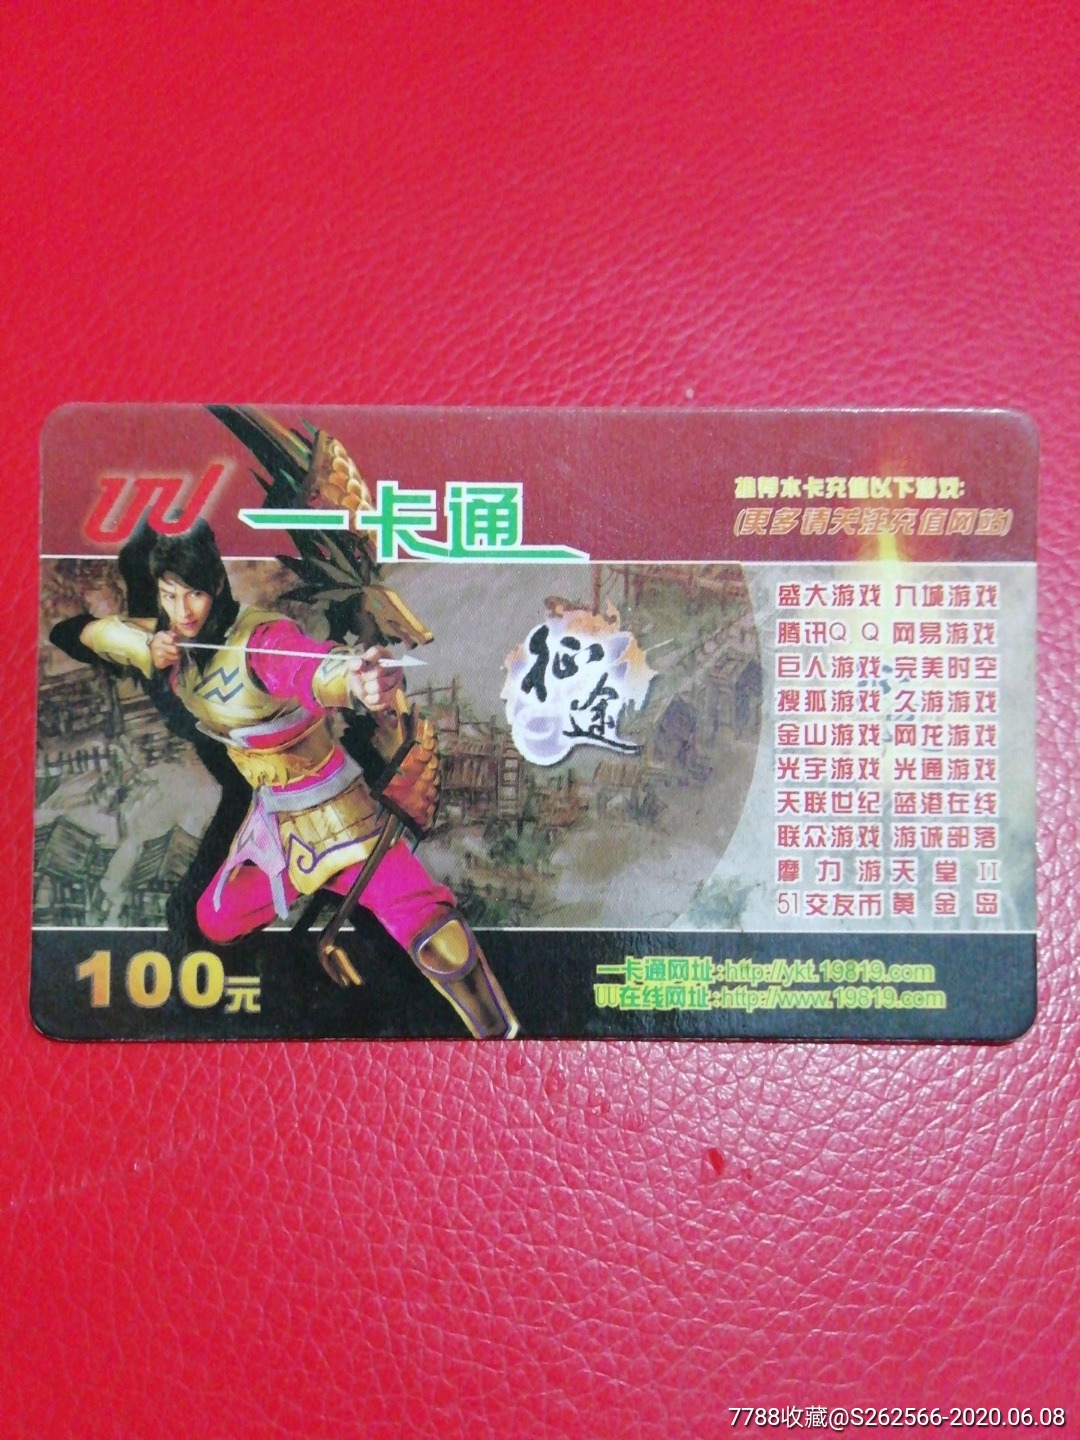 UU一卡通
推荐本卡充值以下游戏:
(更多请关注充值网站)
征途
盛大游戏 九城游戏
腾讯Q Q 网易游戏
巨人游戏 完美时空
搜狐游戏 久游游戏
金山游戏 网龙游戏
光宇游戏 光通游戏
天联世纪 蓝港在线
联众游戏 游诚部落
摩力游 天堂II
51交友币 黄金岛
100元
一卡通网址:http://ykt.19819.com
UU在线网址:http://www.19819.com
7788收藏@S262566-2020.06.08